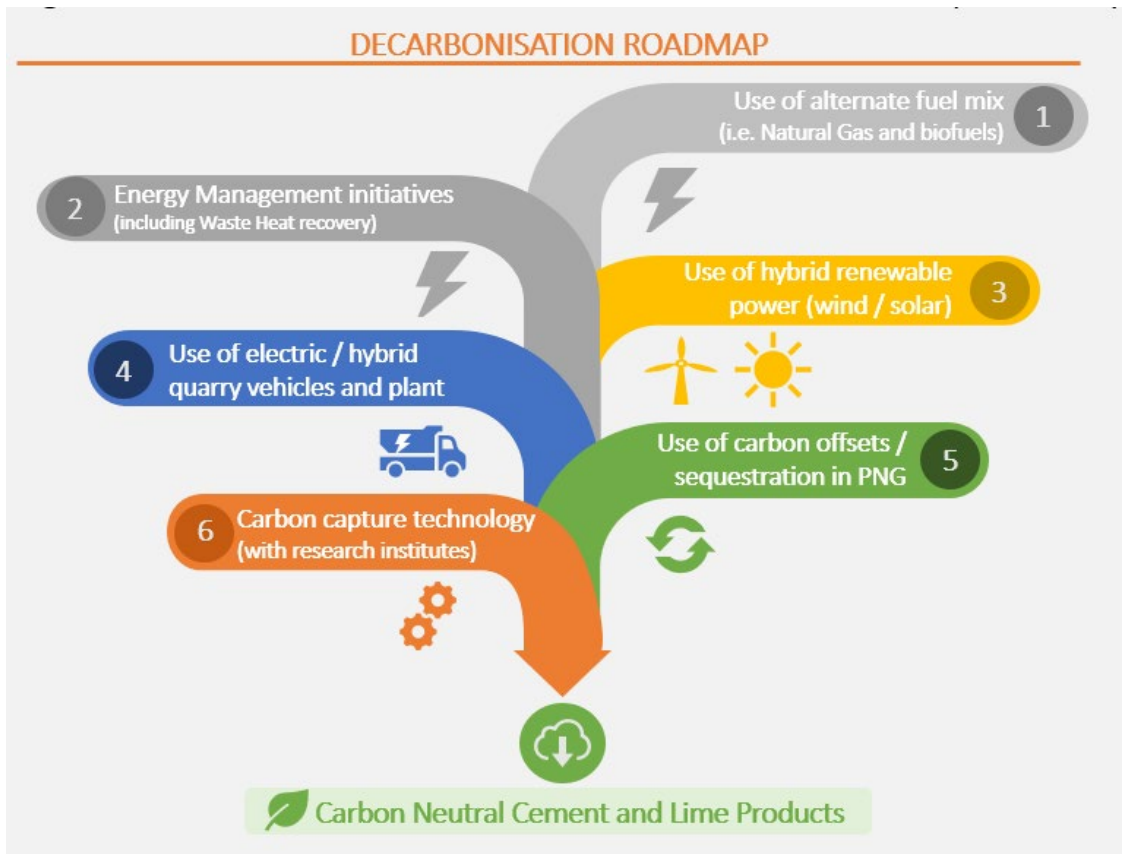 DECARBONISATION ROADMAP
Use of alternate fuel mix
(i.e. Natural Gas and biofuels)
1
2
Energy Management initiatives
(including Waste Heat recovery)
Use of hybrid renewable
power (wind / solar)
3
4
Use of electric / hybrid
quarry vehicles and plant
Use of carbon offsets /
sequestration in PNG
5
6
Carbon capture technology
(with research institutes)
Carbon Neutral Cement and Lime Products